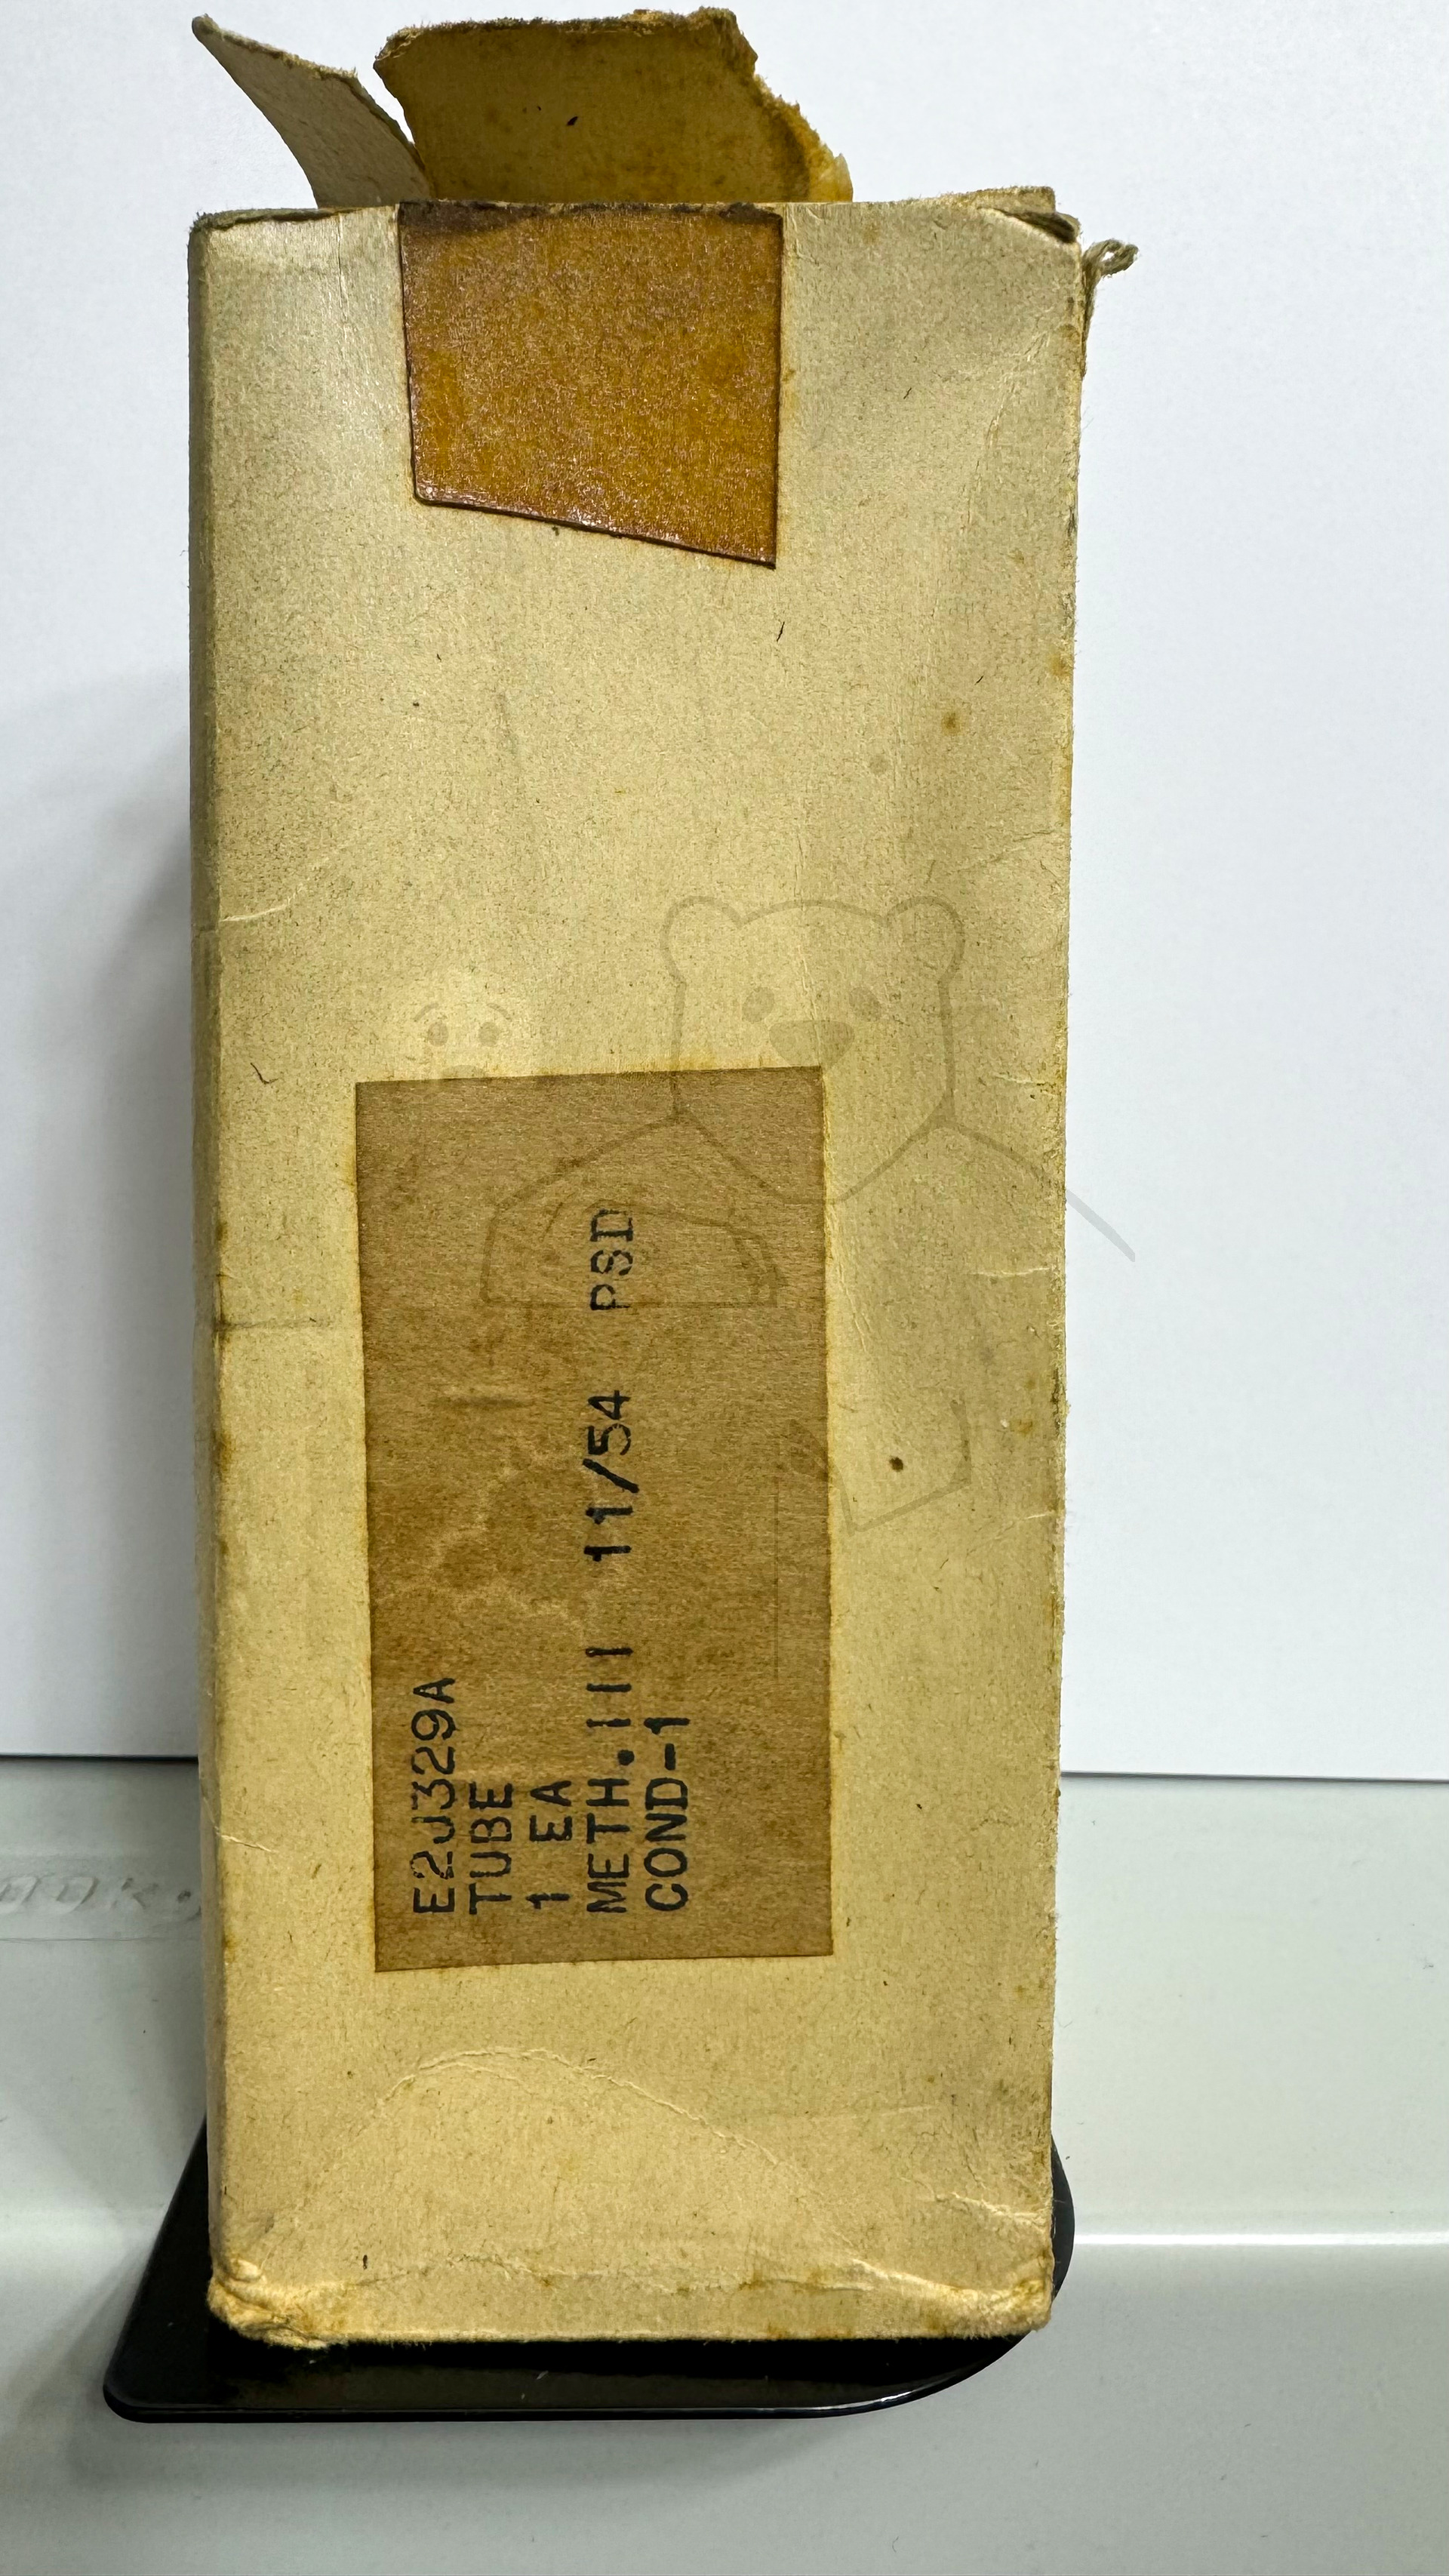 E2J329A
TUBE
1 EA
METH.III 11/54 PSD
COND-1